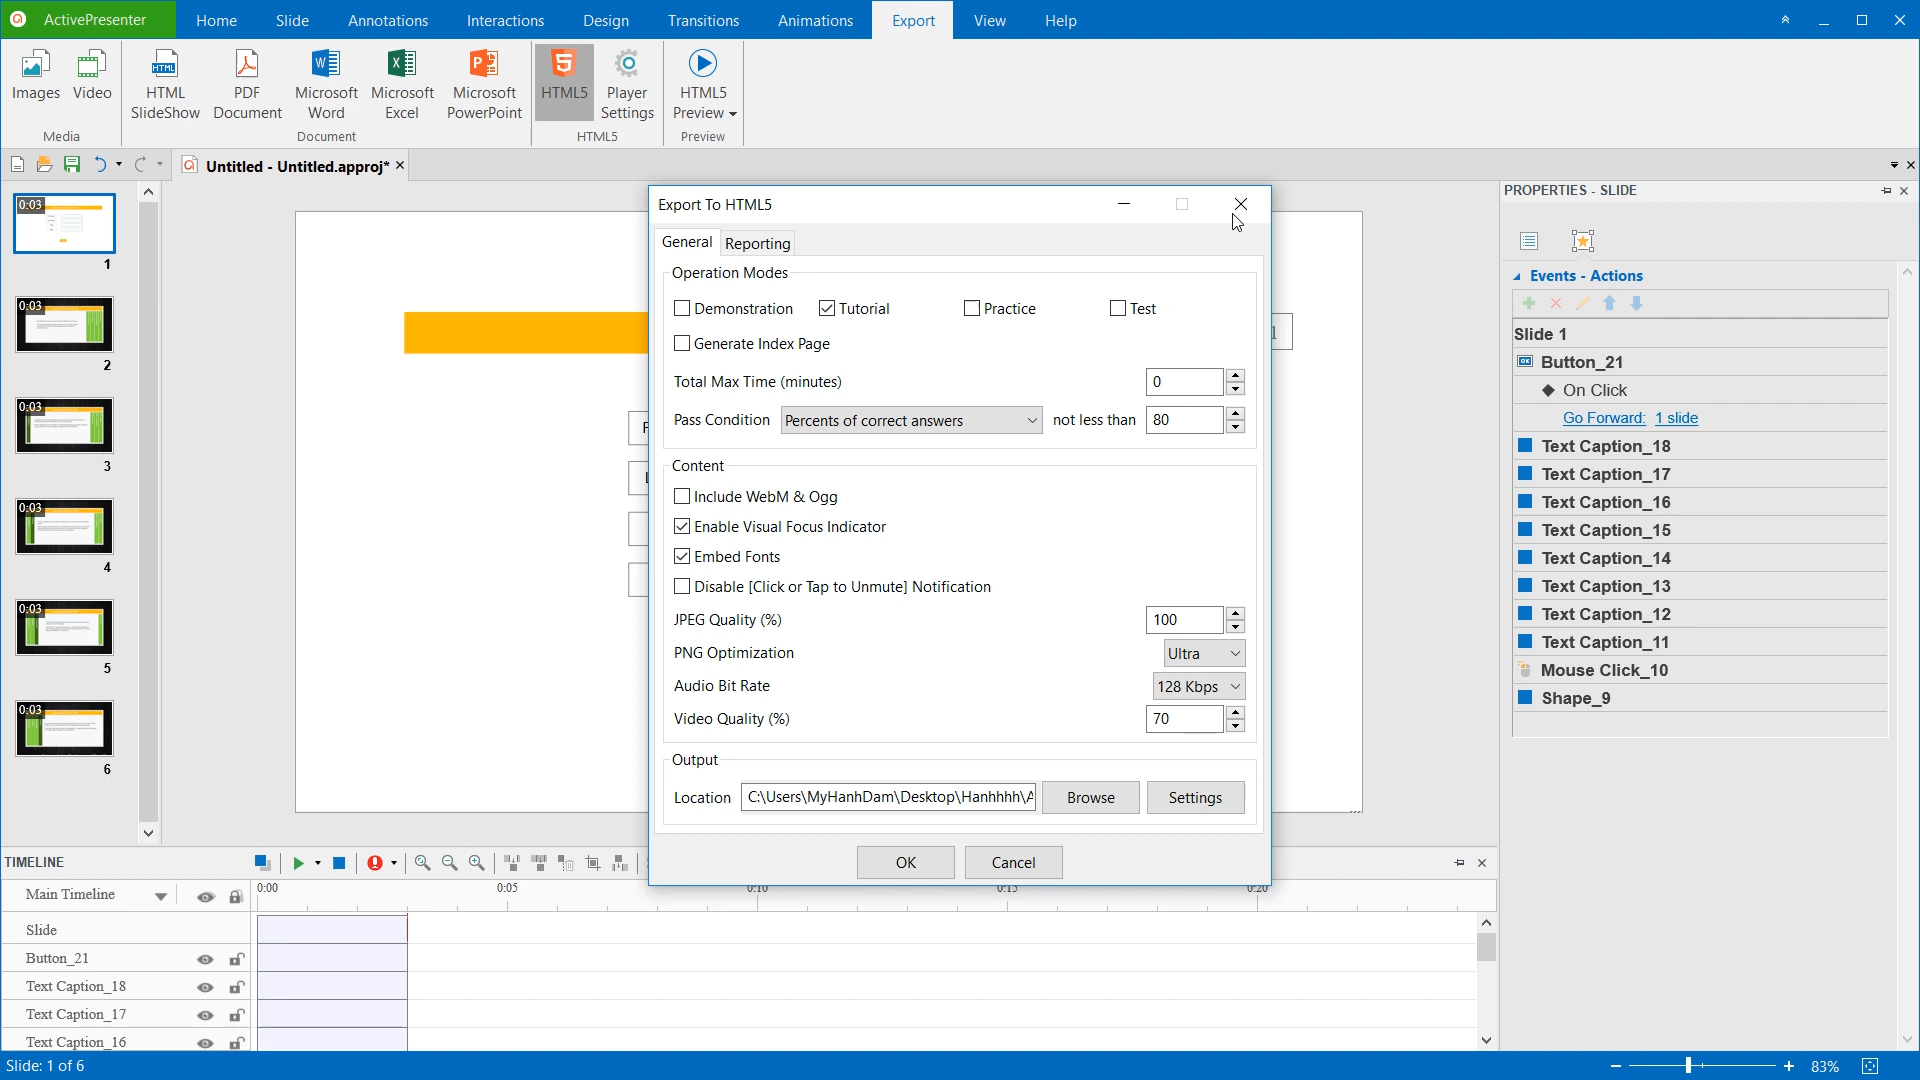 ActivePresenter Home Slide Annotations Interactions Design Transitions Animations Export View Help
Images Video HTML SlideShow PDF Document Microsoft Word Microsoft Excel Microsoft PowerPoint HTML5 Player Settings HTML5 Preview
Media Document HTML5 Preview
Untitled - Untitled.approj*
PROPERTIES - SLIDE
Export To HTML5
General Reporting
Operation Modes
Demonstration Tutorial Practice Test
Generate Index Page
Total Max Time (minutes) 0
Pass Condition Percents of correct answers not less than 80
Content
Include WebM & Ogg
Enable Visual Focus Indicator
Embed Fonts
Disable [Click or Tap to Unmute] Notification
JPEG Quality (%) 100
PNG Optimization Ultra
Audio Bit Rate 128 Kbps
Video Quality (%) 70
Output
Location C:\Users\MyHanhDam\Desktop\Hanhhhh\A Browse Settings
OK Cancel
0:03
1
0:03
2
0:03
3
0:03
4
0:03
5
0:03
6
Events - Actions
Slide 1
Button_21
On Click
Go Forward: 1 slide
Text Caption_18
Text Caption_17
Text Caption_16
Text Caption_15
Text Caption_14
Text Caption_13
Text Caption_12
Text Caption_11
Mouse Click_10
Shape_9
TIMELINE
Main Timeline 0:00 0:05 0:10 0:15 0:20
Slide
Button_21
Text Caption_18
Text Caption_17
Text Caption_16
Slide: 1 of 6 83%